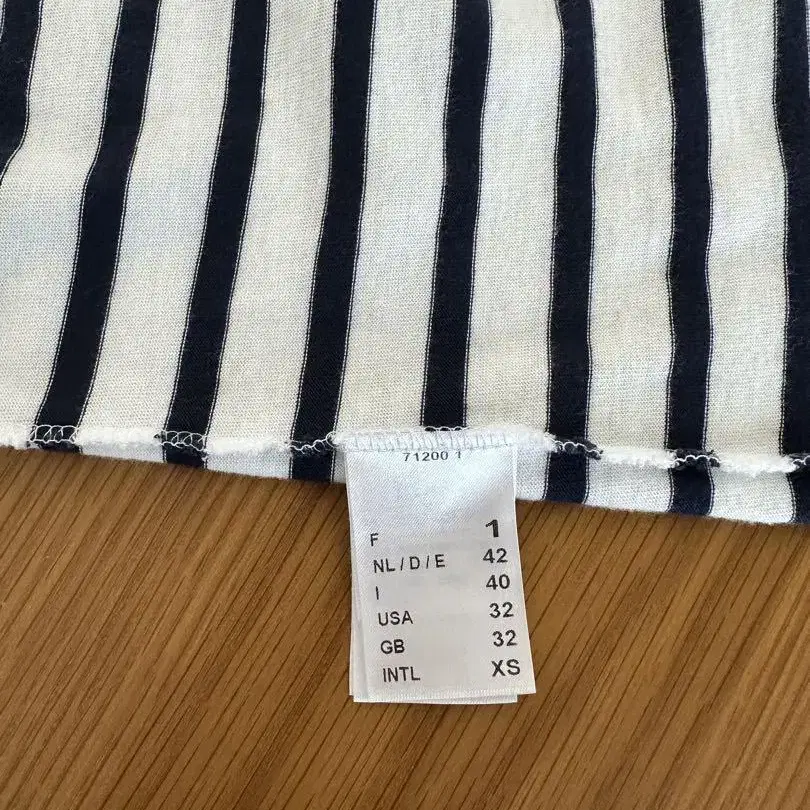 71200 1
F 1
NL / D / E 42
I 40
USA 32
GB 32
INTL XS